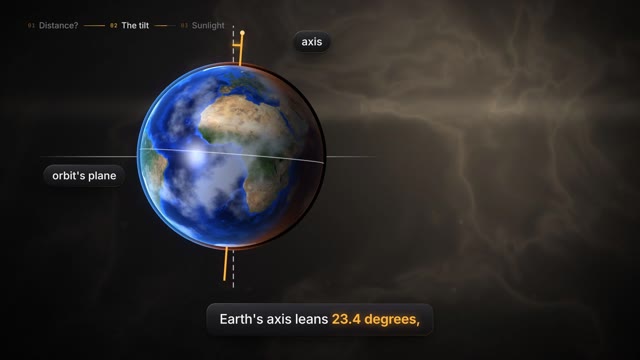 01 Distance? 02 The tilt 03 Sunlight
axis
orbit's plane
Earth's axis leans 23.4 degrees,